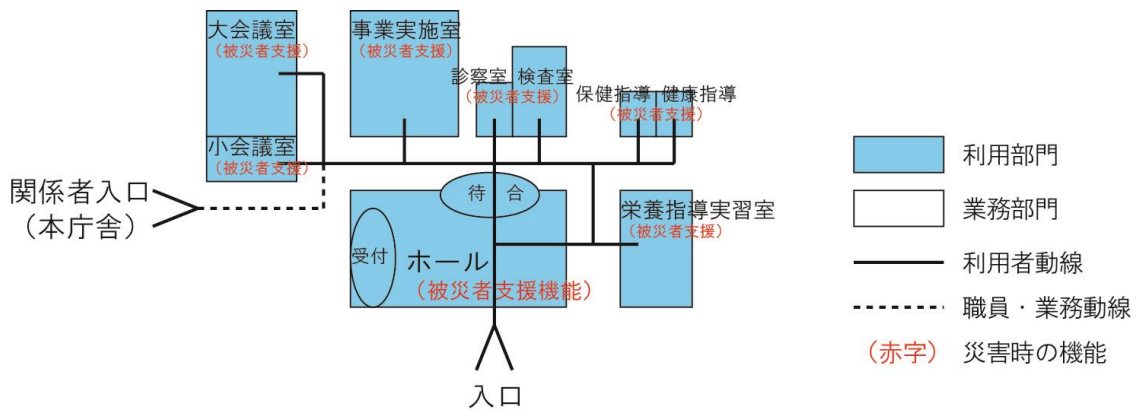 大会議室
(被災者支援)
事業実施室
(被災者支援)
診察室 検査室
(被災者支援)
保健指導 健康指導
(被災者支援)
小会議室
(被災者支援)
関係者入口
(本庁舎)
待 合
受付
ホール
(被災者支援機能)
栄養指導実習室
(被災者支援)
入口
利用部門
業務部門
利用者動線
職員・業務動線
(赤字) 災害時の機能